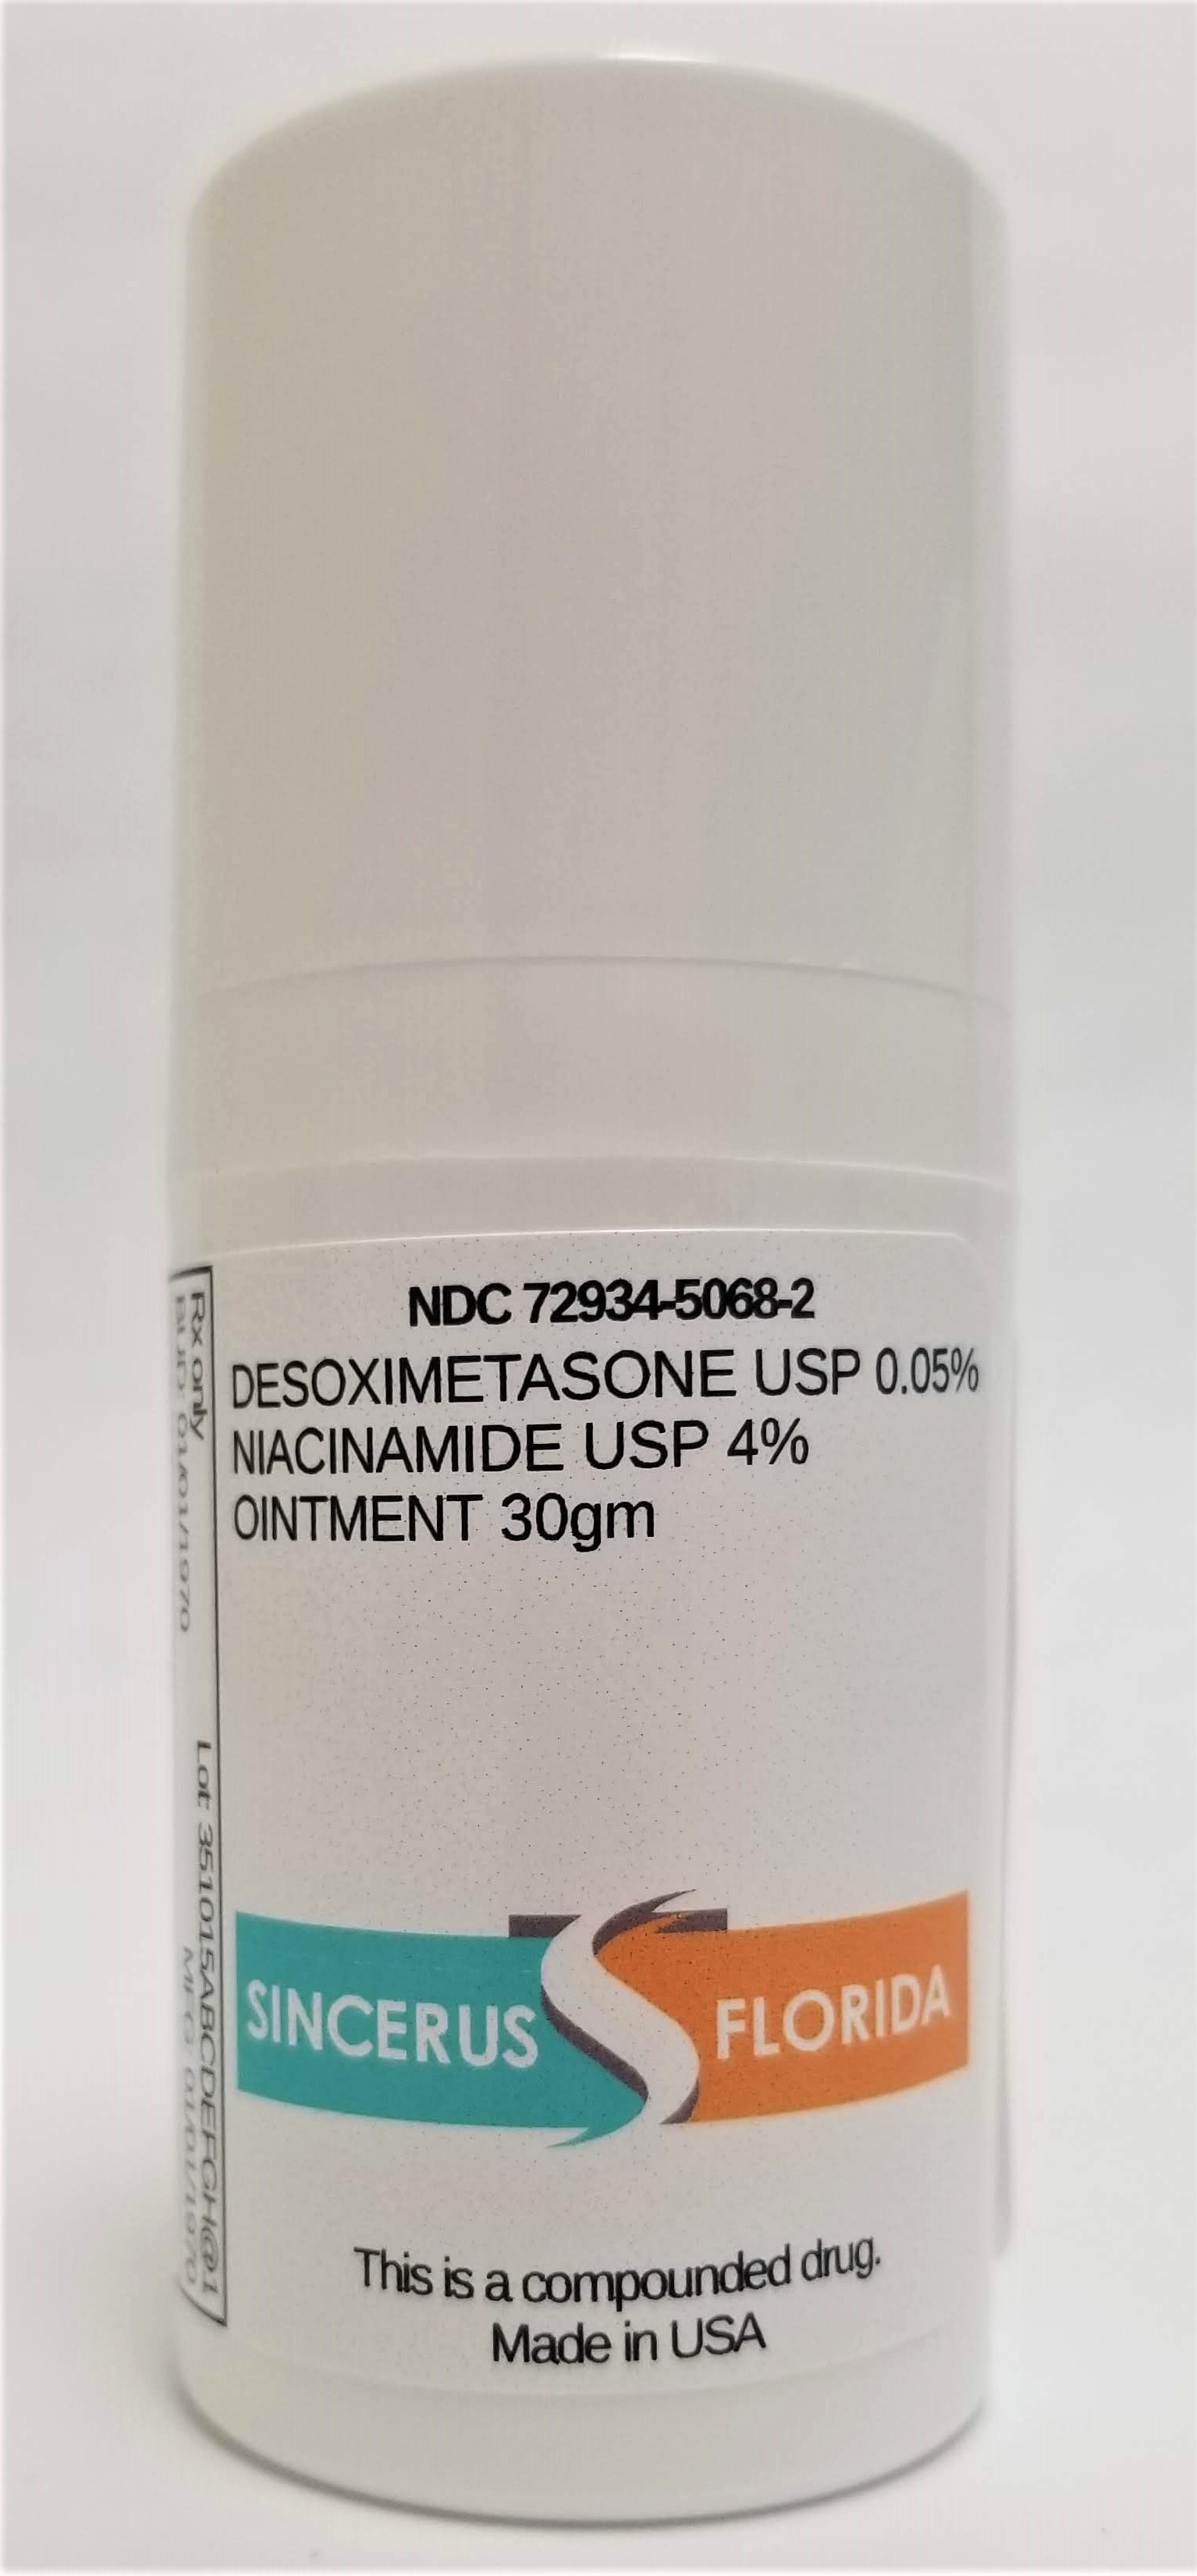 NDC 72934-5068-2
DESOXIMETASONE USP 0.05%
NIACINAMIDE USP 4%
OINTMENT 30gm
SINCERUS FLORIDA
This is a compounded drug.
Made in USA
Rx only Lot: 351015ABCDEFGH@1
BUD 01/01/1970 MFG 01/01/1970